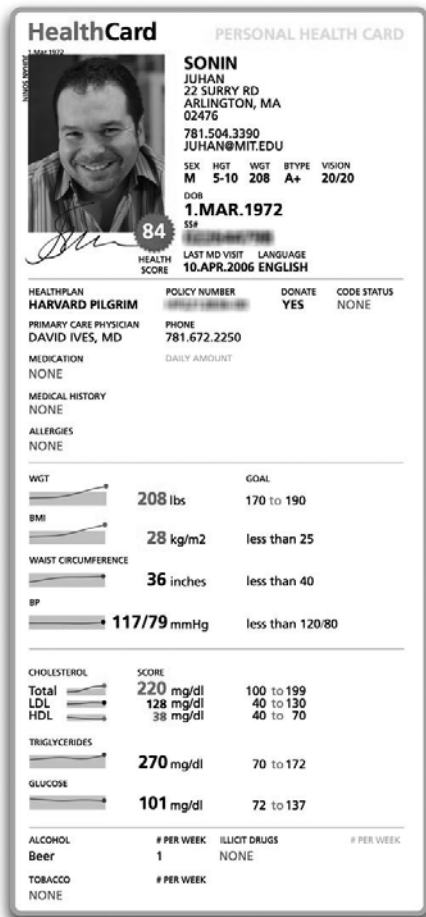 HealthCard PERSONAL HEALTH CARD
1.Mar.1972
JUHAN SONIN
SONIN
JUHAN
22 SURRY RD
ARLINGTON, MA
02476
781.504.3390
JUHAN@MIT.EDU
SEX HGT WGT BTYPE VISION
M 5-10 208 A+ 20/20
DOB
1.MAR.1972
SS#
84
HEALTH SCORE
LAST MD VISIT LANGUAGE
10.APR.2006 ENGLISH
HEALTHPLAN POLICY NUMBER DONATE CODE STATUS
HARVARD PILGRIM YES NONE
PRIMARY CARE PHYSICIAN PHONE
DAVID IVES, MD 781.672.2250
MEDICATION DAILY AMOUNT
NONE
MEDICAL HISTORY
NONE
ALLERGIES
NONE
WGT GOAL
208 lbs 170 to 190
BMI
28 kg/m2 less than 25
WAIST CIRCUMFERENCE
36 inches less than 40
BP
117/79 mmHg less than 120/80
CHOLESTEROL SCORE
Total 220 mg/dl 100 to 199
LDL 128 mg/dl 40 to 130
HDL 38 mg/dl 40 to 70
TRIGLYCERIDES
270 mg/dl 70 to 172
GLUCOSE
101 mg/dl 72 to 137
ALCOHOL # PER WEEK ILLICIT DRUGS # PER WEEK
Beer 1 NONE
TOBACCO # PER WEEK
NONE